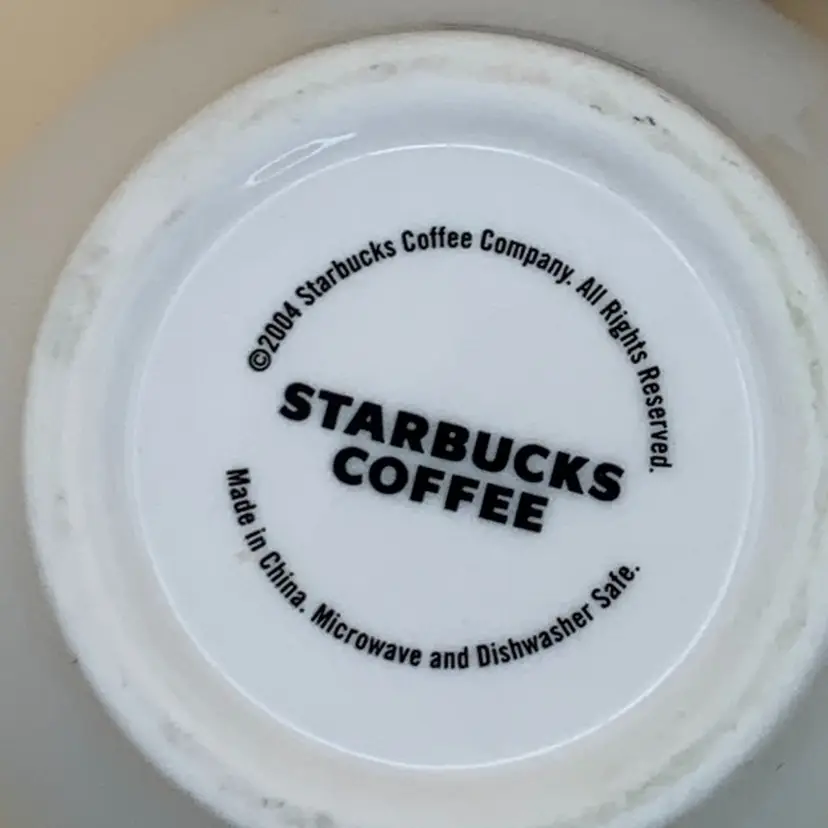 ©2004 Starbucks Coffee Company. All Rights Reserved.
STARBUCKS
COFFEE
Made in China. Microwave and Dishwasher Safe.